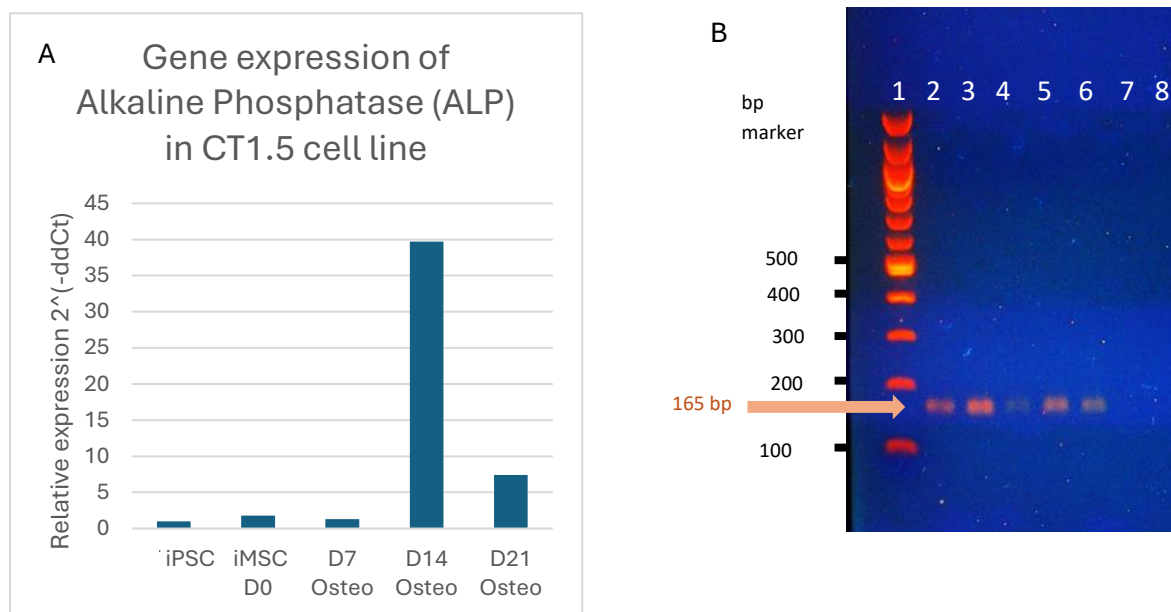 A
Gene expression of
Alkaline Phosphatase (ALP)
in CT1.5 cell line
Relative expression 2^(-ddCt)
45
40
35
30
25
20
15
10
5
0
iPSC
iMSC
D0
D7
Osteo
D14
Osteo
D21
Osteo
B
bp
marker
1 2 3 4 5 6 7 8
500
400
300
200
165 bp
100